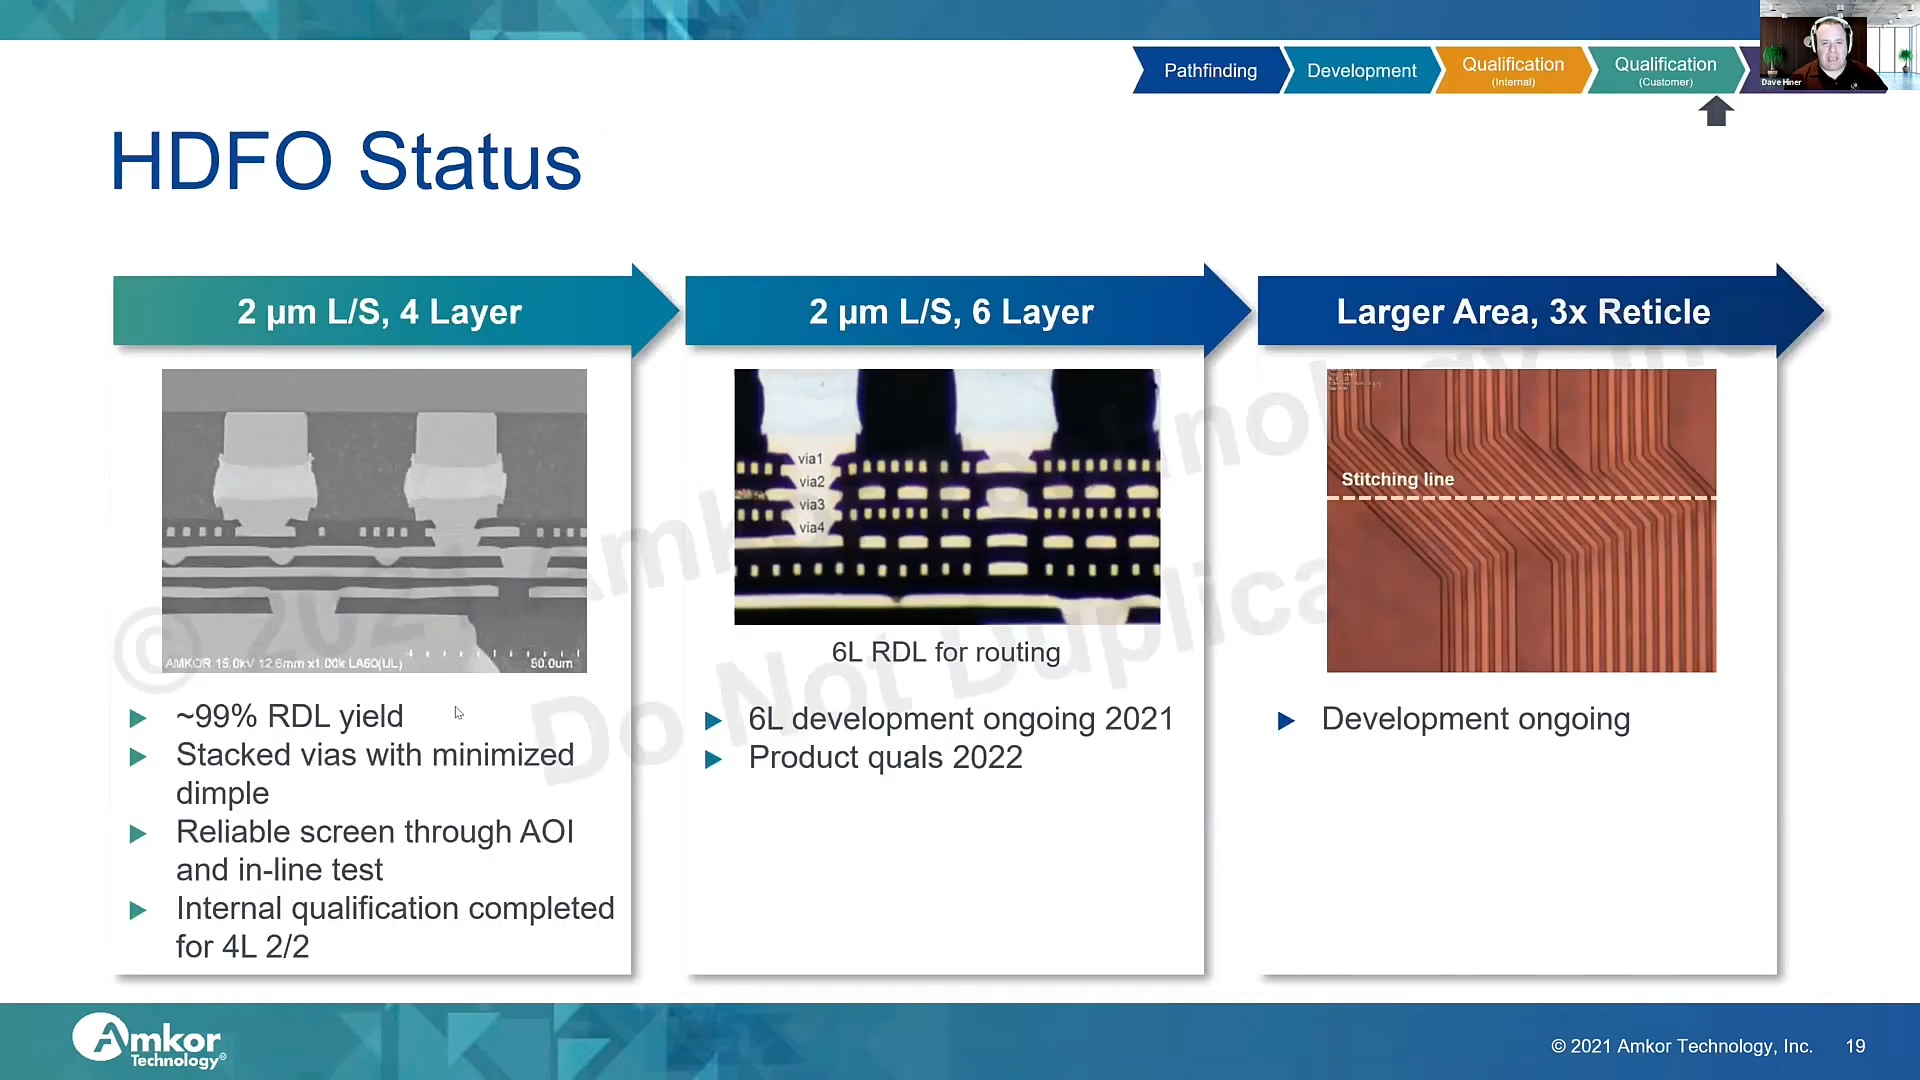 Pathfinding
Development
Qualification
(Internal)
Qualification
(Customer)
Dave Hiner
HDFO Status
2 µm L/S, 4 Layer
AMKOR 15.0kV 12.6mm x1.00k LA60(UL)
50.0um
~99% RDL yield
Stacked vias with minimized
dimple
Reliable screen through AOI
and in-line test
Internal qualification completed
for 4L 2/2
2 µm L/S, 6 Layer
via1
via2
via3
via4
6L RDL for routing
6L development ongoing 2021
Product quals 2022
Larger Area, 3x Reticle
Stitching line
Development ongoing
© 2021 Amkor Technology, Inc.
Do Not Duplicate
Amkor
Technology®
© 2021 Amkor Technology, Inc.
19